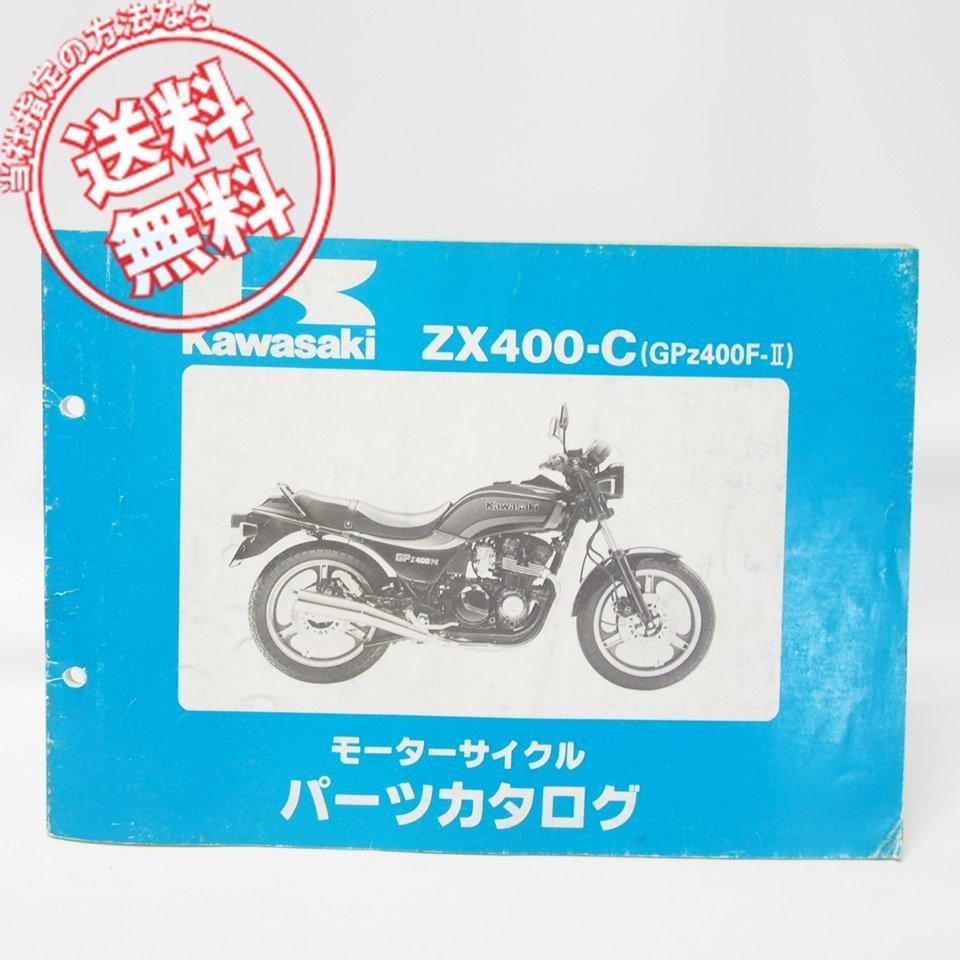 当社指定の方法なら
送料
無料
Kawasaki ZX400-C (GPz400F-II)
Kawasaki
GPz400F-II
モーターサイクル
パーツカタログ